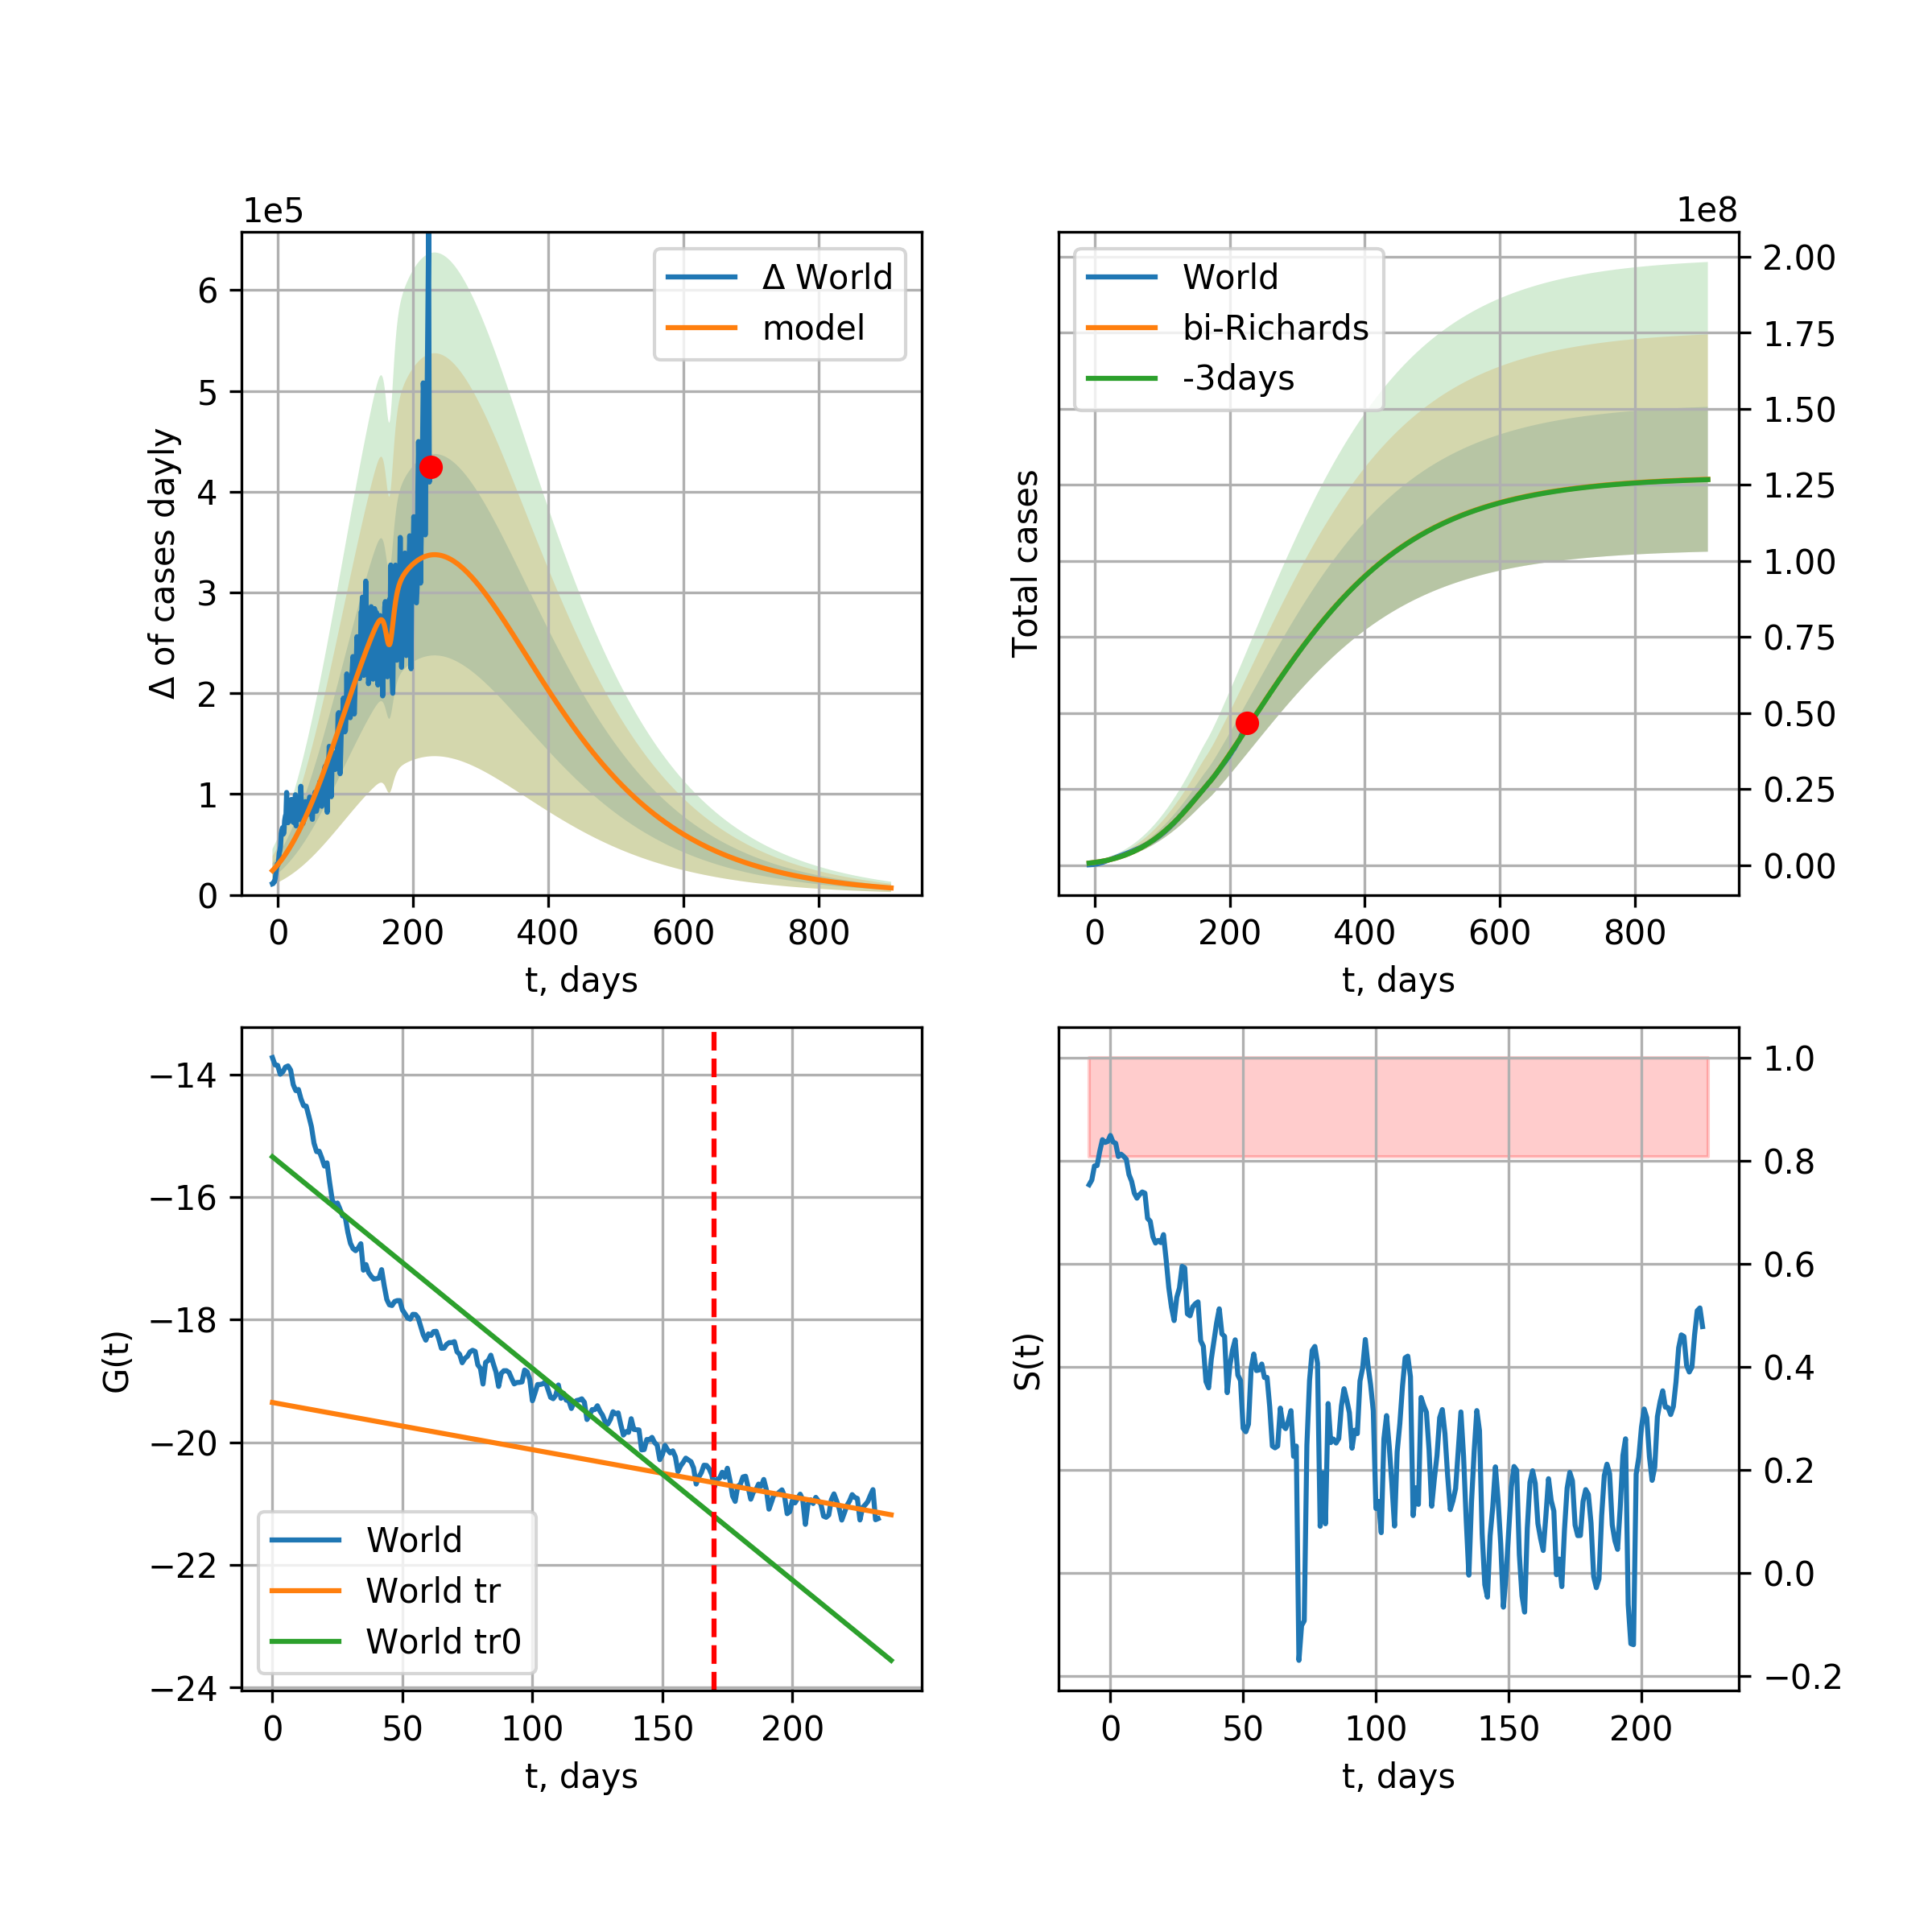 1e5
Δ of cases dayly
6
5
4
3
2
1
0
0 200 400 600 800
t, days
Δ World
model
1e8
Total cases
2.00
1.75
1.50
1.25
1.00
0.75
0.50
0.25
0.00
0 200 400 600 800
t, days
World
bi-Richards
-3days
G(t)
−14
−16
−18
−20
−22
−24
0 50 100 150 200
t, days
World
World tr
World tr0
S(t)
1.0
0.8
0.6
0.4
0.2
0.0
−0.2
0 50 100 150 200
t, days